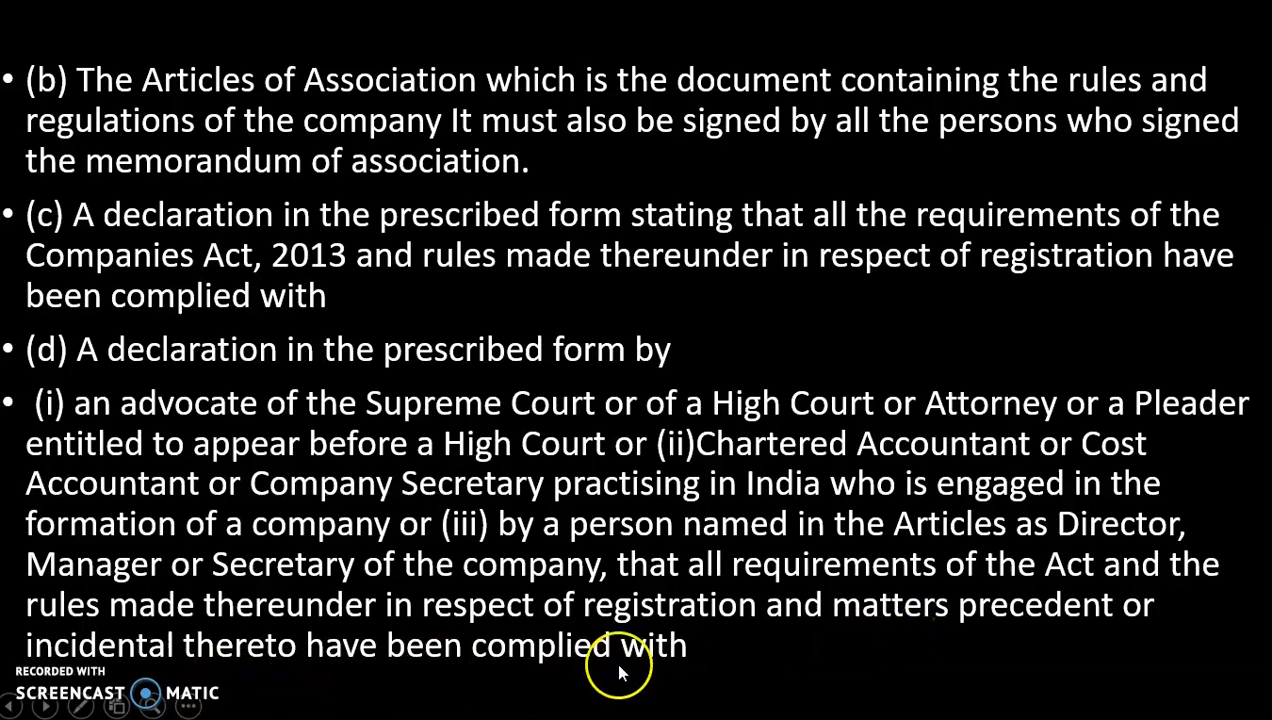 • (b) The Articles of Association which is the document containing the rules and
regulations of the company It must also be signed by all the persons who signed
the memorandum of association.
• (c) A declaration in the prescribed form stating that all the requirements of the
Companies Act, 2013 and rules made thereunder in respect of registration have
been complied with
• (d) A declaration in the prescribed form by
• (i) an advocate of the Supreme Court or of a High Court or Attorney or a Pleader
entitled to appear before a High Court or (ii)Chartered Accountant or Cost
Accountant or Company Secretary practising in India who is engaged in the
formation of a company or (iii) by a person named in the Articles as Director,
Manager or Secretary of the company, that all requirements of the Act and the
rules made thereunder in respect of registration and matters precedent or
incidental thereto have been complied with
RECORDED WITH
SCREENCAST MATIC